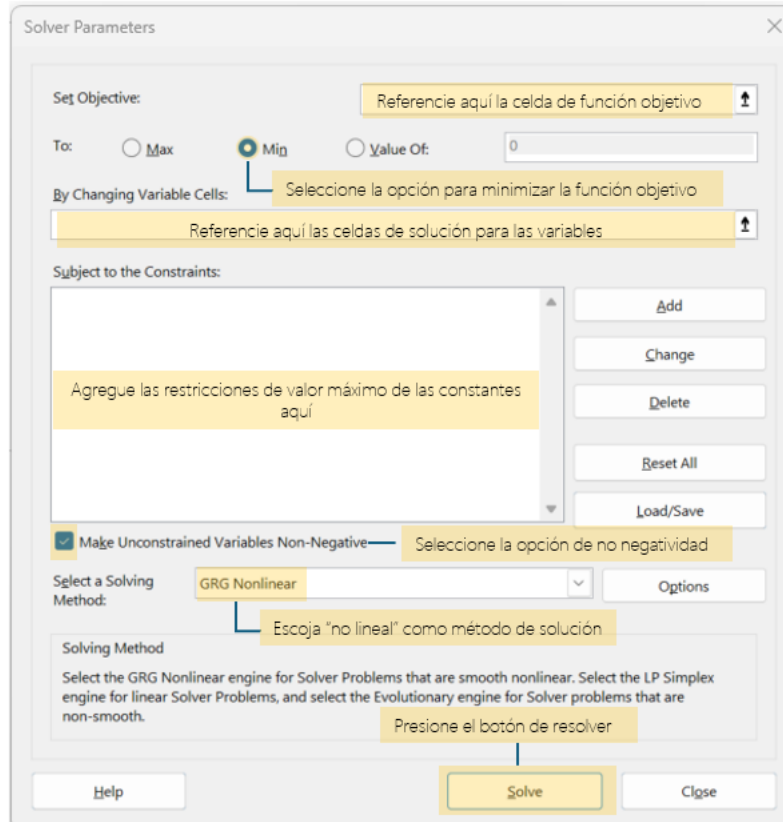 Solver Parameters
Set Objective:
Referencie aquí la celda de función objetivo
To:
Max
Min
Value Of:
0
Seleccione la opción para minimizar la función objetivo
By Changing Variable Cells:
Referencie aquí las celdas de solución para las variables
Subject to the Constraints:
Add
Change
Agregue las restricciones de valor máximo de las constantes
aquí
Delete
Reset All
Load/Save
Make Unconstrained Variables Non-Negative
Seleccione la opción de no negatividad
Select a Solving
Method:
GRG Nonlinear
Options
Escoja “no lineal” como método de solución
Solving Method
Select the GRG Nonlinear engine for Solver Problems that are smooth nonlinear. Select the LP Simplex
engine for linear Solver Problems, and select the Evolutionary engine for Solver problems that are
non-smooth.
Presione el botón de resolver
Help
Solve
Close